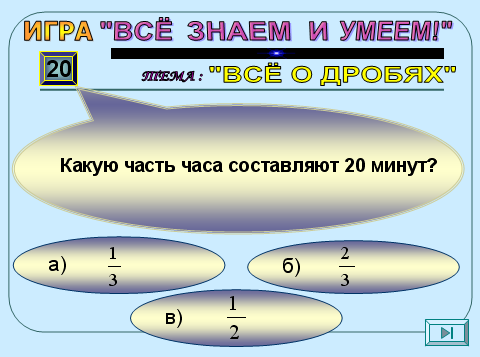 ИГРА "ВСЁ ЗНАЕМ И УМЕЕМ!"
20
ТЕМА : "ВСЁ О ДРОБЯХ"
Какую часть часа составляют 20 минут?
а) 1/3
б) 2/3
в) 1/2